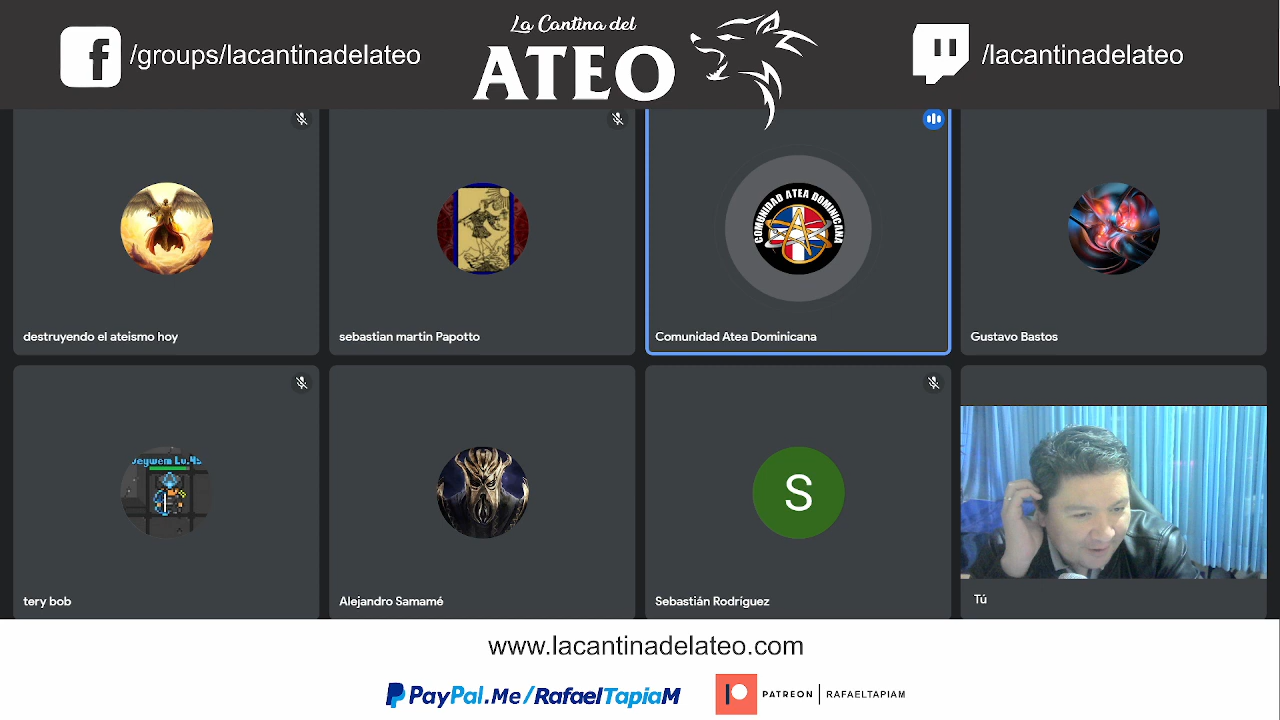 /groups/lacantinadelateo
La Cantina del
ATEO
/lacantinadelateo
COMUNIDAD ATEA DOMINICANA
destruyendo el ateismo hoy
sebastian martin Papotto
Comunidad Atea Dominicana
Gustavo Bastos
S
tery bob
Alejandro Samamé
Sebastián Rodríguez
Tú
www.lacantinadelateo.com
PayPal.Me/RafaelTapiaM
PATREON | RAFAELTAPIAM